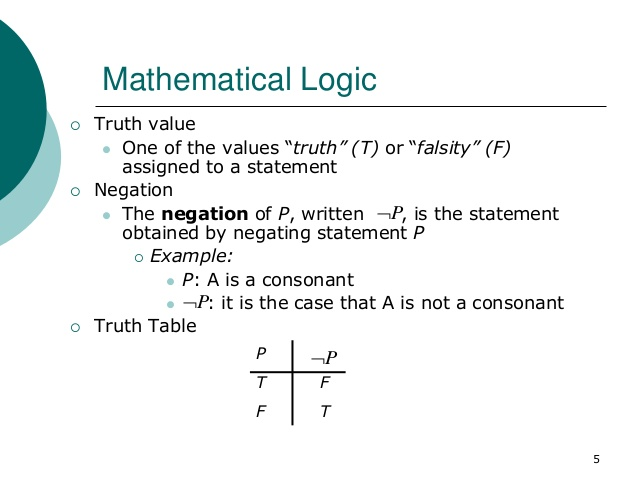 Mathematical Logic
Truth value
One of the values “truth” (T) or “falsity” (F)
assigned to a statement
Negation
The negation of P, written ¬P, is the statement
obtained by negating statement P
Example:
P: A is a consonant
¬P: it is the case that A is not a consonant
Truth Table
P ¬P
T F
F T
5